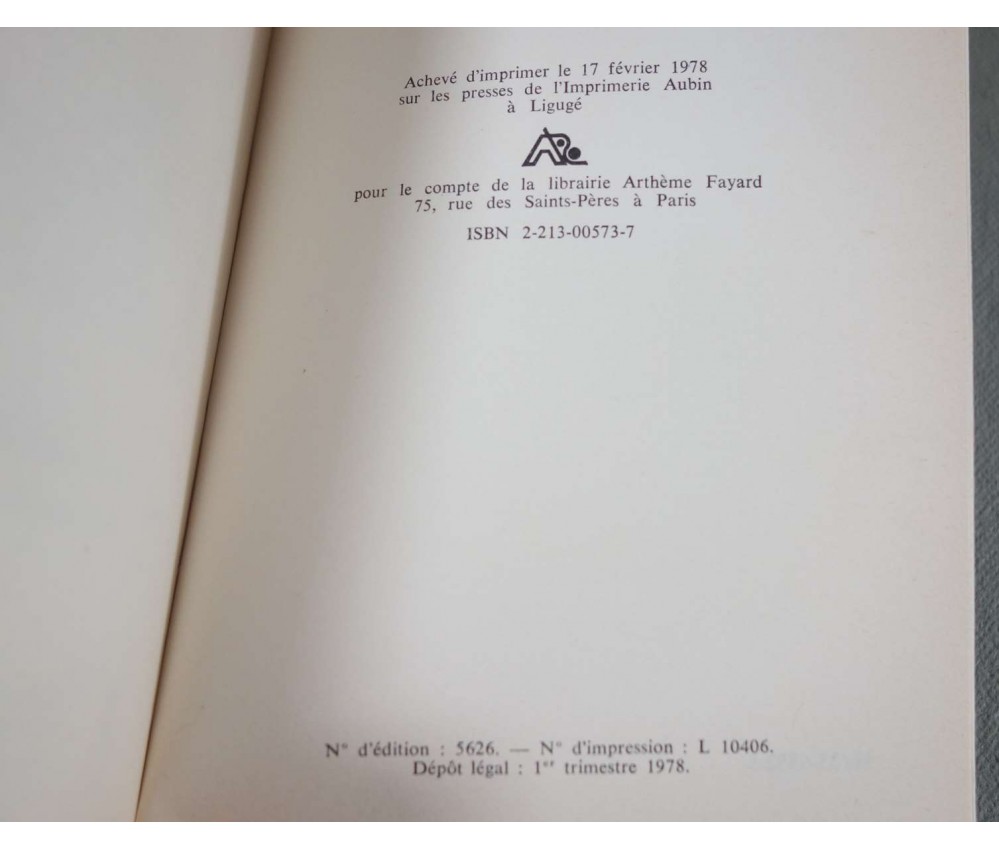 Achevé d'imprimer le 17 février 1978
sur les presses de l'Imprimerie Aubin
à Ligugé
pour le compte de la librairie Arthème Fayard
75, rue des Saints-Pères à Paris
ISBN 2-213-00573-7
N° d'édition : 5626. — N° d'impression : L 10406.
Dépôt légal : 1er trimestre 1978.